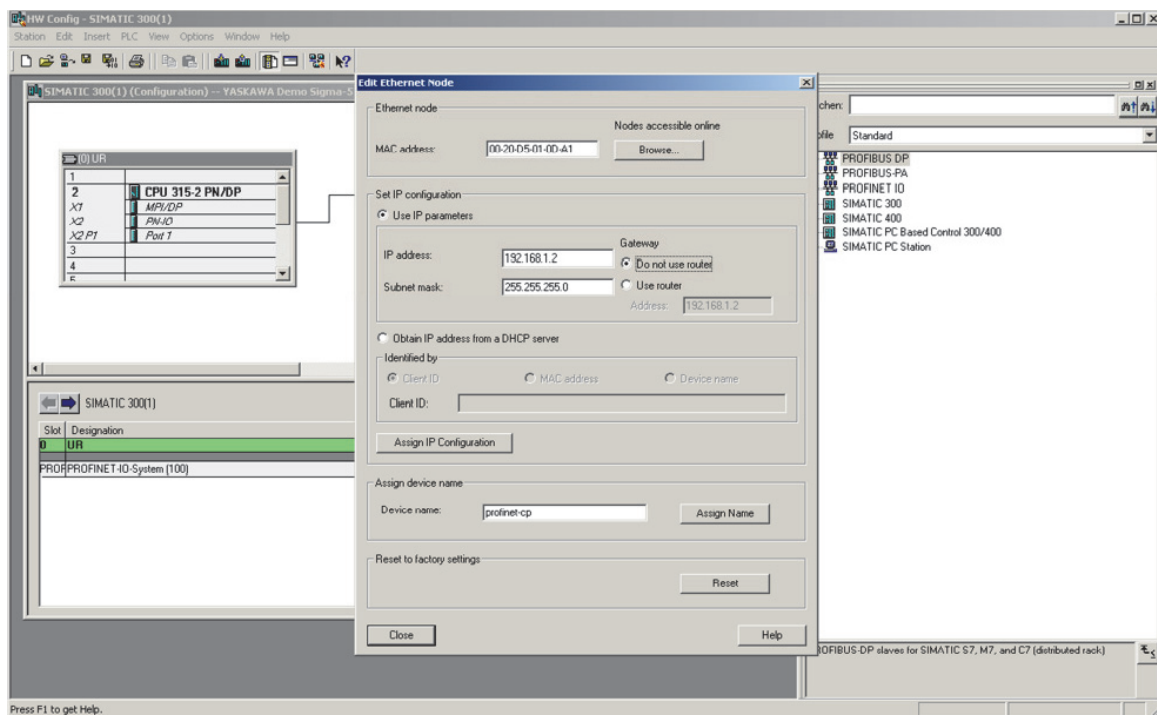 HW Config - SIMATIC 300(1)
Station Edit Insert PLC View Options Window Help
SIMATIC 300(1) (Configuration) -- YASKAWA Demo Sigma-S
(0) UR
1
2 CPU 315-2 PN/DP
X1 MPI/DP
X2 PN-IO
X2 P1 Port 1
3
4
5
SIMATIC 300(1)
Slot Designation
0 UR
PROF PROFINET-IO-System (100)
Edit Ethernet Node
Ethernet node
Nodes accessible online
MAC address: 00-20-D5-01-0D-A1 Browse...
Set IP configuration
Use IP parameters
Gateway
IP address: 192.168.1.2 Do not use router
Subnet mask: 255.255.255.0 Use router
Address: 192.168.1.2
Obtain IP address from a DHCP server
Identified by
Client ID MAC address Device name
Client ID:
Assign IP Configuration
Assign device name
Device name: profinet-cp Assign Name
Reset to factory settings
Reset
Close Help
chen:
ofile Standard
PROFIBUS DP
PROFIBUS-PA
PROFINET IO
SIMATIC 300
SIMATIC 400
SIMATIC PC Based Control 300/400
SIMATIC PC Station
ROFIBUS-DP slaves for SIMATIC S7, M7, and C7 (distributed rack)
Press F1 to get Help.